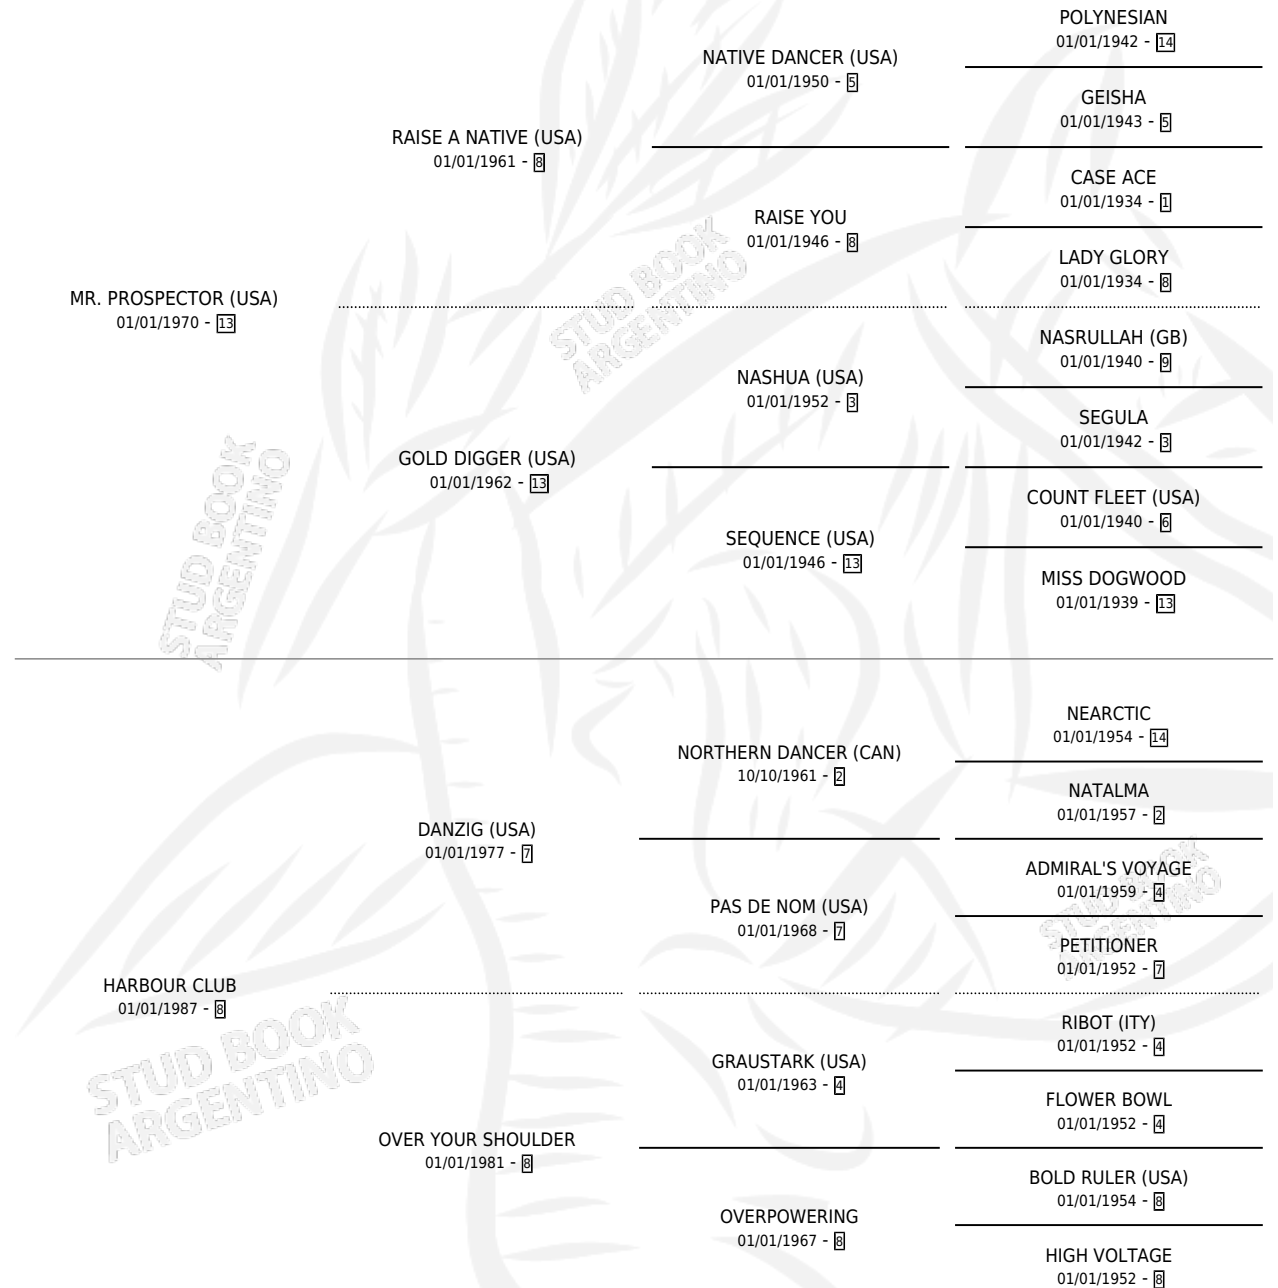 POLYNESIAN
01/01/1942 - 14
NATIVE DANCER (USA)
01/01/1950 - 5
GEISHA
01/01/1943 - 5
RAISE A NATIVE (USA)
01/01/1961 - 8
CASE ACE
01/01/1934 - 1
RAISE YOU
01/01/1946 - 8
LADY GLORY
01/01/1934 - 8
MR. PROSPECTOR (USA)
01/01/1970 - 13
NASRULLAH (GB)
01/01/1940 - 9
NASHUA (USA)
01/01/1952 - 3
SEGULA
01/01/1942 - 3
GOLD DIGGER (USA)
01/01/1962 - 13
COUNT FLEET (USA)
01/01/1940 - 6
SEQUENCE (USA)
01/01/1946 - 13
MISS DOGWOOD
01/01/1939 - 13
STUD BOOK
ARGENTINO
STUD BOOK
ARGENTINO
NEARCTIC
01/01/1954 - 14
NORTHERN DANCER (CAN)
10/10/1961 - 2
NATALMA
01/01/1957 - 2
DANZIG (USA)
01/01/1977 - 7
ADMIRAL'S VOYAGE
01/01/1959 - 4
PAS DE NOM (USA)
01/01/1968 - 7
PETITIONER
01/01/1952 - 7
HARBOUR CLUB
01/01/1987 - 8
RIBOT (ITY)
01/01/1952 - 4
GRAUSTARK (USA)
01/01/1963 - 4
FLOWER BOWL
01/01/1952 - 4
OVER YOUR SHOULDER
01/01/1981 - 8
BOLD RULER (USA)
01/01/1954 - 8
OVERPOWERING
01/01/1967 - 8
HIGH VOLTAGE
01/01/1952 - 8
STUD BOOK
ARGENTINO
STUD BOOK
ARGENTINO